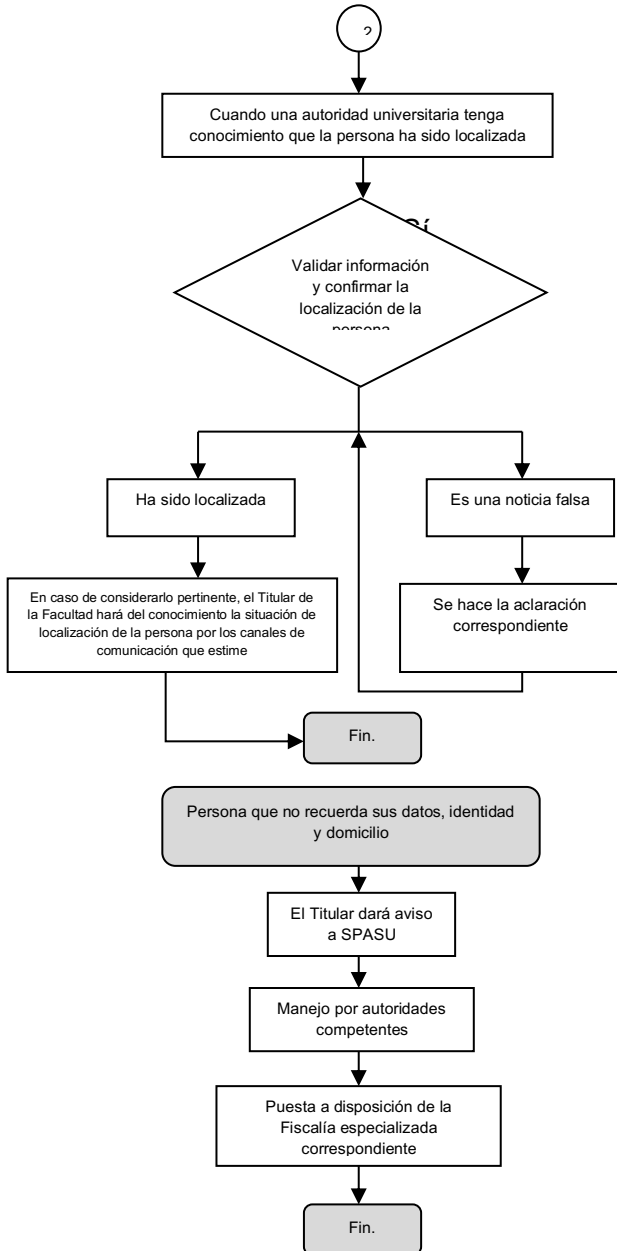 2
Cuando una autoridad universitaria tenga
conocimiento que la persona ha sido localizada
Sí
Validar información
y confirmar la
localización de la
persona
Ha sido localizada
Es una noticia falsa
En caso de considerarlo pertinente, el Titular de
la Facultad hará del conocimiento la situación de
localización de la persona por los canales de
comunicación que estime
Se hace la aclaración
correspondiente
Fin.
Persona que no recuerda sus datos, identidad
y domicilio
El Titular dará aviso
a SPASU
Manejo por autoridades
competentes
Puesta a disposición de la
Fiscalía especializada
correspondiente
Fin.